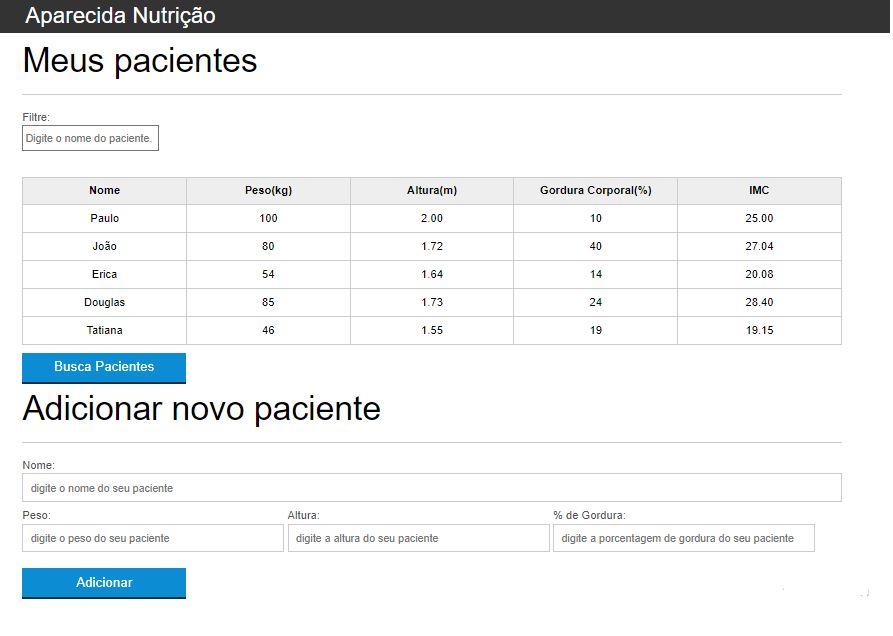 Aparecida Nutrição
Meus pacientes
Filtre:
Digite o nome do paciente.
Nome Peso(kg) Altura(m) Gordura Corporal(%) IMC
Paulo 100 2.00 10 25.00
João 80 1.72 40 27.04
Erica 54 1.64 14 20.08
Douglas 85 1.73 24 28.40
Tatiana 46 1.55 19 19.15
Busca Pacientes
Adicionar novo paciente
Nome:
digite o nome do seu paciente
Peso: Altura: % de Gordura:
digite o peso do seu paciente digite a altura do seu paciente digite a porcentagem de gordura do seu paciente
Adicionar